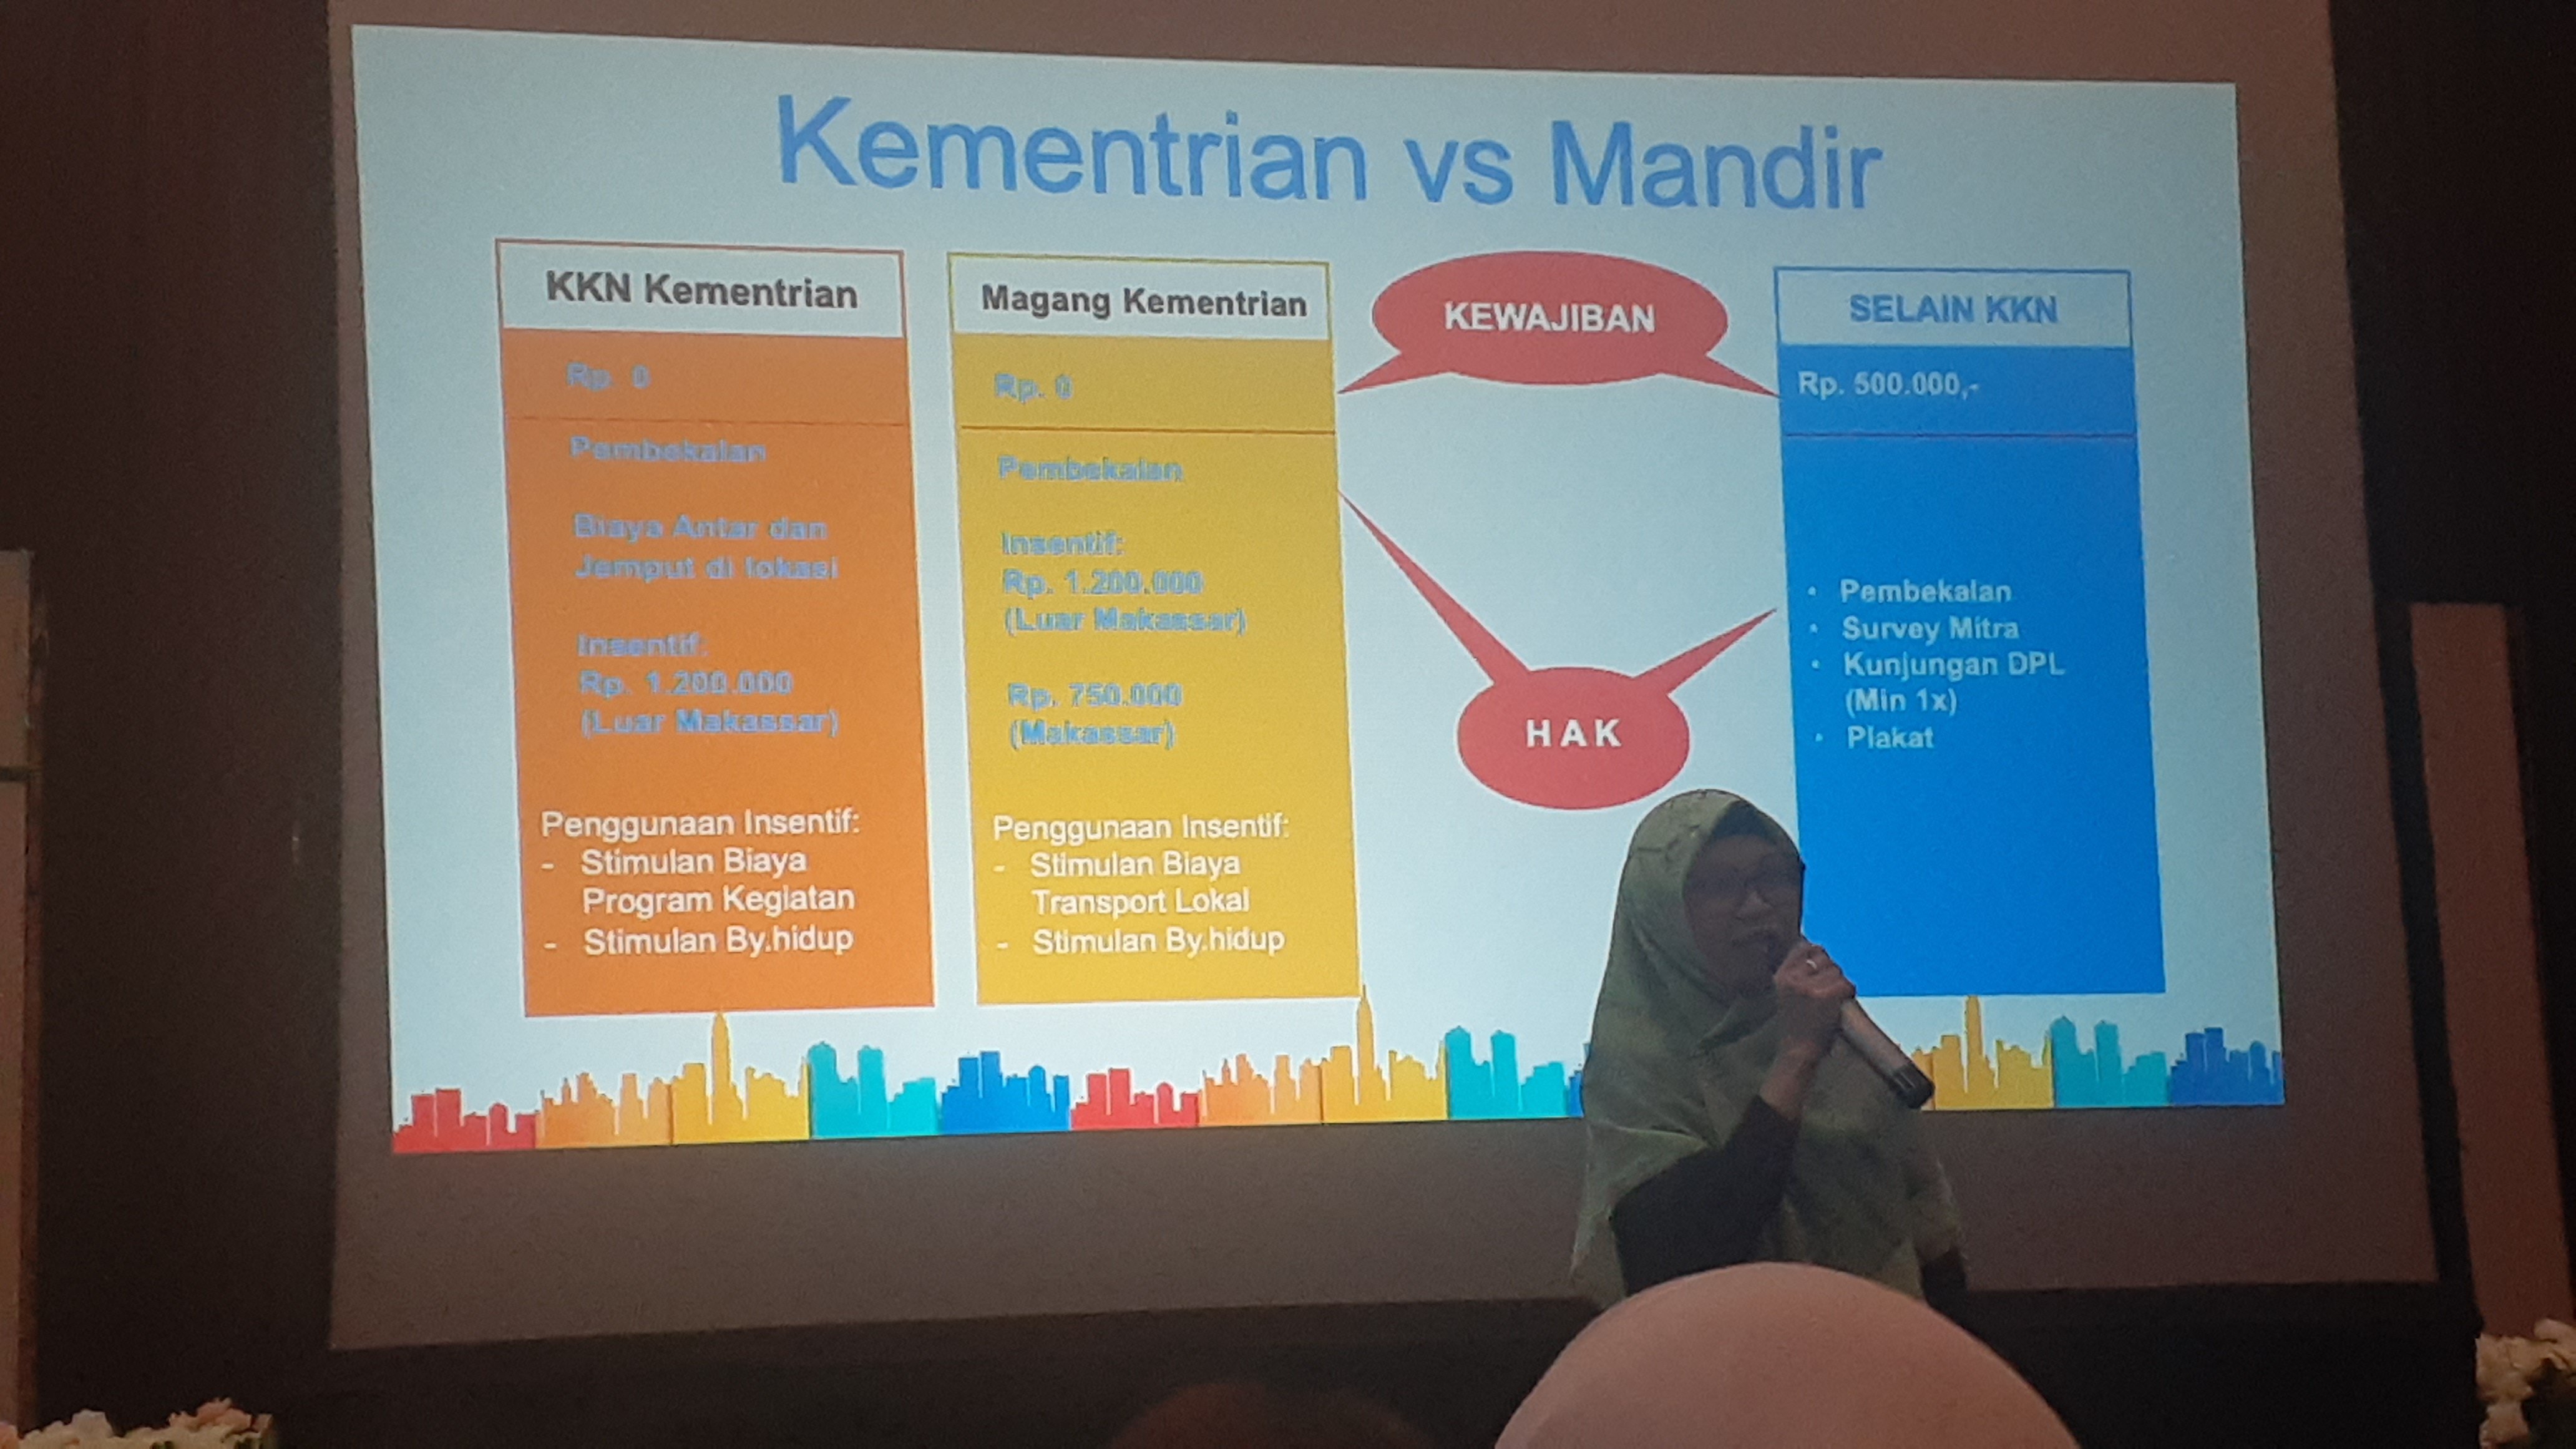 Kementrian vs Mandir
KKN Kementrian
Rp. 0
Pembekalan
Biaya Antar dan
Jemput di lokasi
Insentif:
Rp. 1.200.000
(Luar Makassar)
Penggunaan Insentif:
- Stimulan Biaya
Program Kegiatan
- Stimulan By.hidup
Magang Kementrian
Rp. 0
Pembekalan
Insentif:
Rp. 1.200.000
(Luar Makassar)
Rp. 750.000
(Makassar)
Penggunaan Insentif:
- Stimulan Biaya
Transport Lokal
- Stimulan By.hidup
KEWAJIBAN
H A K
SELAIN KKN
Rp. 500.000,-
• Pembekalan
• Survey Mitra
• Kunjungan DPL
(Min 1x)
• Plakat